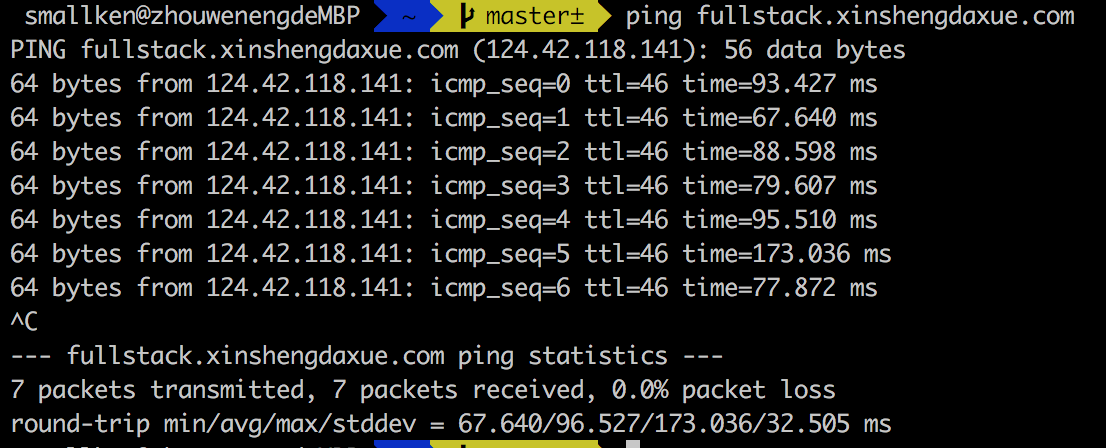 smallken@zhouwenengdeMBP ~ master± ping fullstack.xinshengdaxue.com
PING fullstack.xinshengdaxue.com (124.42.118.141): 56 data bytes
64 bytes from 124.42.118.141: icmp_seq=0 ttl=46 time=93.427 ms
64 bytes from 124.42.118.141: icmp_seq=1 ttl=46 time=67.640 ms
64 bytes from 124.42.118.141: icmp_seq=2 ttl=46 time=88.598 ms
64 bytes from 124.42.118.141: icmp_seq=3 ttl=46 time=79.607 ms
64 bytes from 124.42.118.141: icmp_seq=4 ttl=46 time=95.510 ms
64 bytes from 124.42.118.141: icmp_seq=5 ttl=46 time=173.036 ms
64 bytes from 124.42.118.141: icmp_seq=6 ttl=46 time=77.872 ms
^C
--- fullstack.xinshengdaxue.com ping statistics ---
7 packets transmitted, 7 packets received, 0.0% packet loss
round-trip min/avg/max/stddev = 67.640/96.527/173.036/32.505 ms